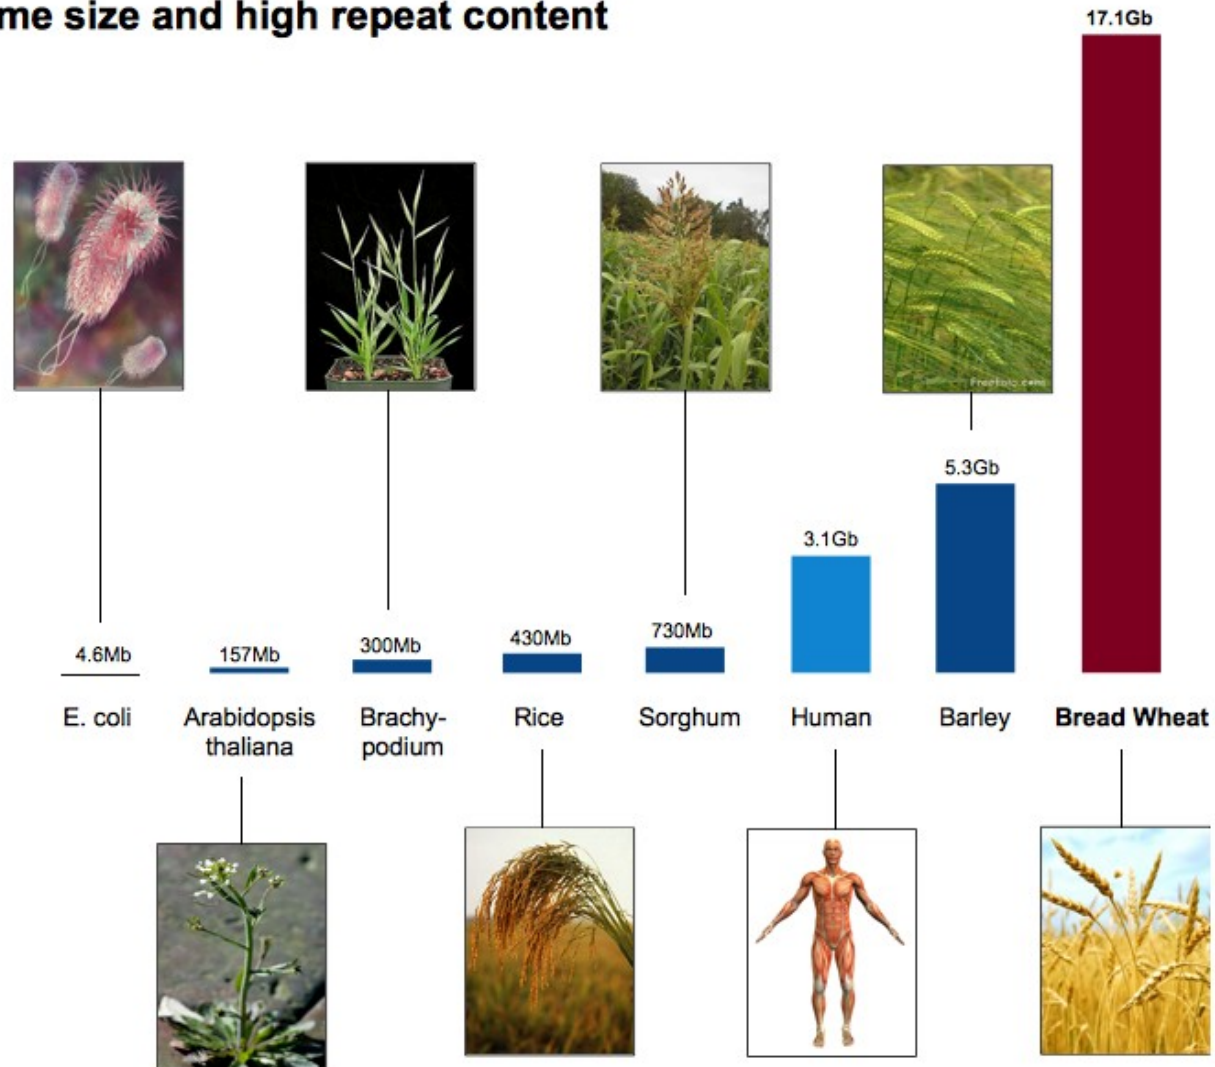 me size and high repeat content
17.1Gb
5.3Gb
3.1Gb
730Mb
430Mb
300Mb
157Mb
4.6Mb
E. coli
Arabidopsis
thaliana
Brachy-
podium
Rice
Sorghum
Human
Barley
Bread Wheat